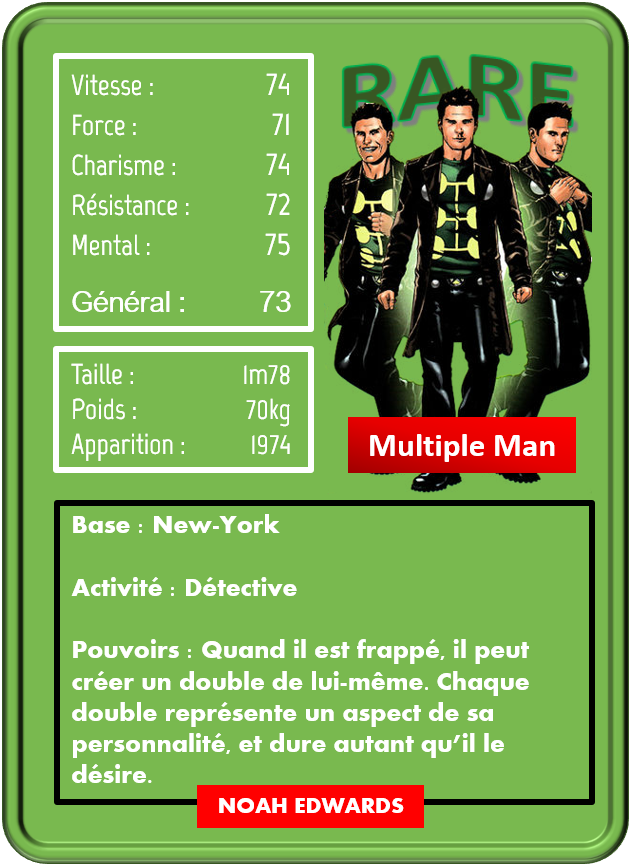 RARE
Vitesse : 74
Force : 71
Charisme : 74
Résistance : 72
Mental : 75
Général : 73
Taille : 1m78
Poids : 70kg
Apparition : 1974
Multiple Man
Base : New-York
Activité : Détective
Pouvoirs : Quand il est frappé, il peut
créer un double de lui-même. Chaque
double représente un aspect de sa
personnalité, et dure autant qu'il le
désire.
NOAH EDWARDS